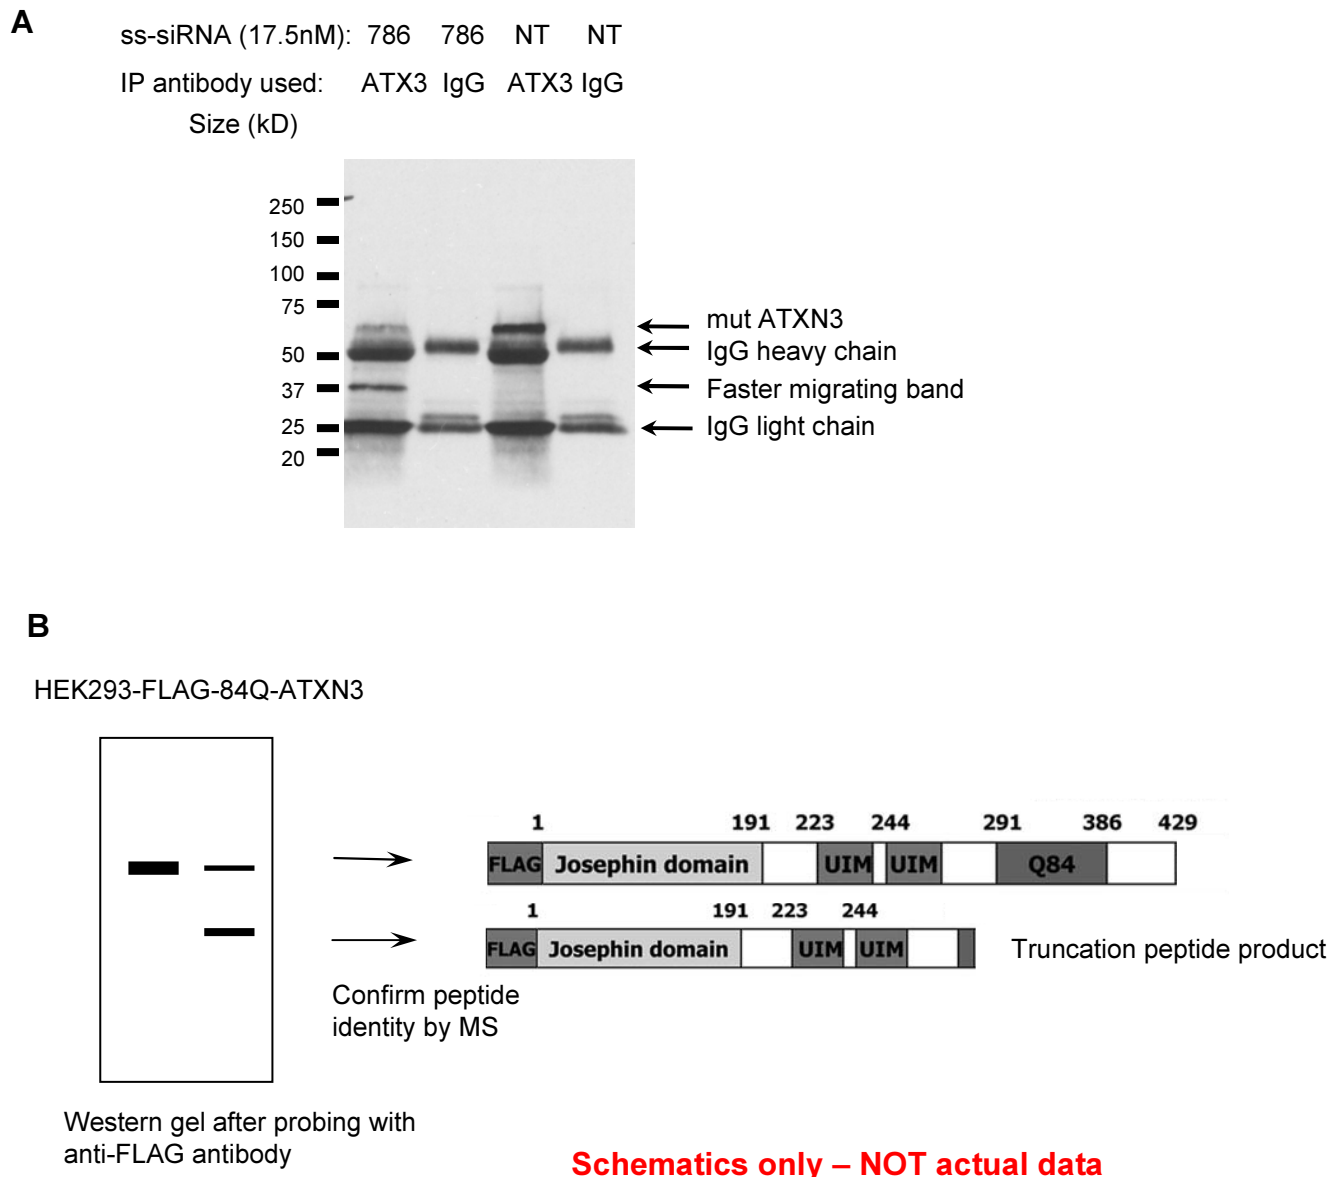 A
ss-siRNA (17.5nM): 786 786 NT NT
IP antibody used: ATX3 IgG ATX3 IgG
Size (kD)
250
150
100
75
50
37
25
20
mut ATXN3
IgG heavy chain
Faster migrating band
IgG light chain
B
HEK293-FLAG-84Q-ATXN3
1 191 223 244 291 386 429
FLAG Josephin domain UIM UIM Q84
1 191 223 244
FLAG Josephin domain UIM UIM
Truncation peptide product
Confirm peptide
identity by MS
Western gel after probing with
anti-FLAG antibody
Schematics only – NOT actual data